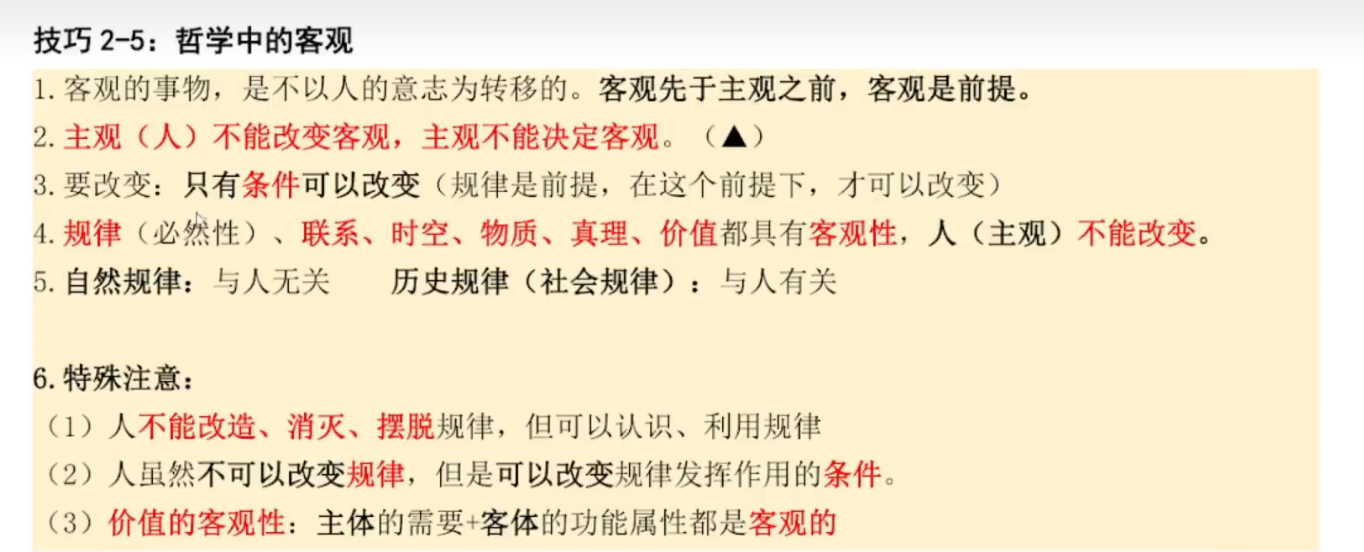 技巧 2-5：哲学中的客观
1. 客观的事物，是不以人的意志为转移的。客观先于主观之前，客观是前提。
2. 主观（人）不能改变客观，主观不能决定客观。（▲）
3. 要改变：只有条件可以改变（规律是前提，在这个前提下，才可以改变）
4. 规律（必然性）、联系、时空、物质、真理、价值都具有客观性，人（主观）不能改变。
5. 自然规律：与人无关 历史规律（社会规律）：与人有关
6. 特殊注意：
（1）人不能改造、消灭、摆脱规律，但可以认识、利用规律
（2）人虽然不可以改变规律，但是可以改变规律发挥作用的条件。
（3）价值的客观性：主体的需要+客体的功能属性都是客观的